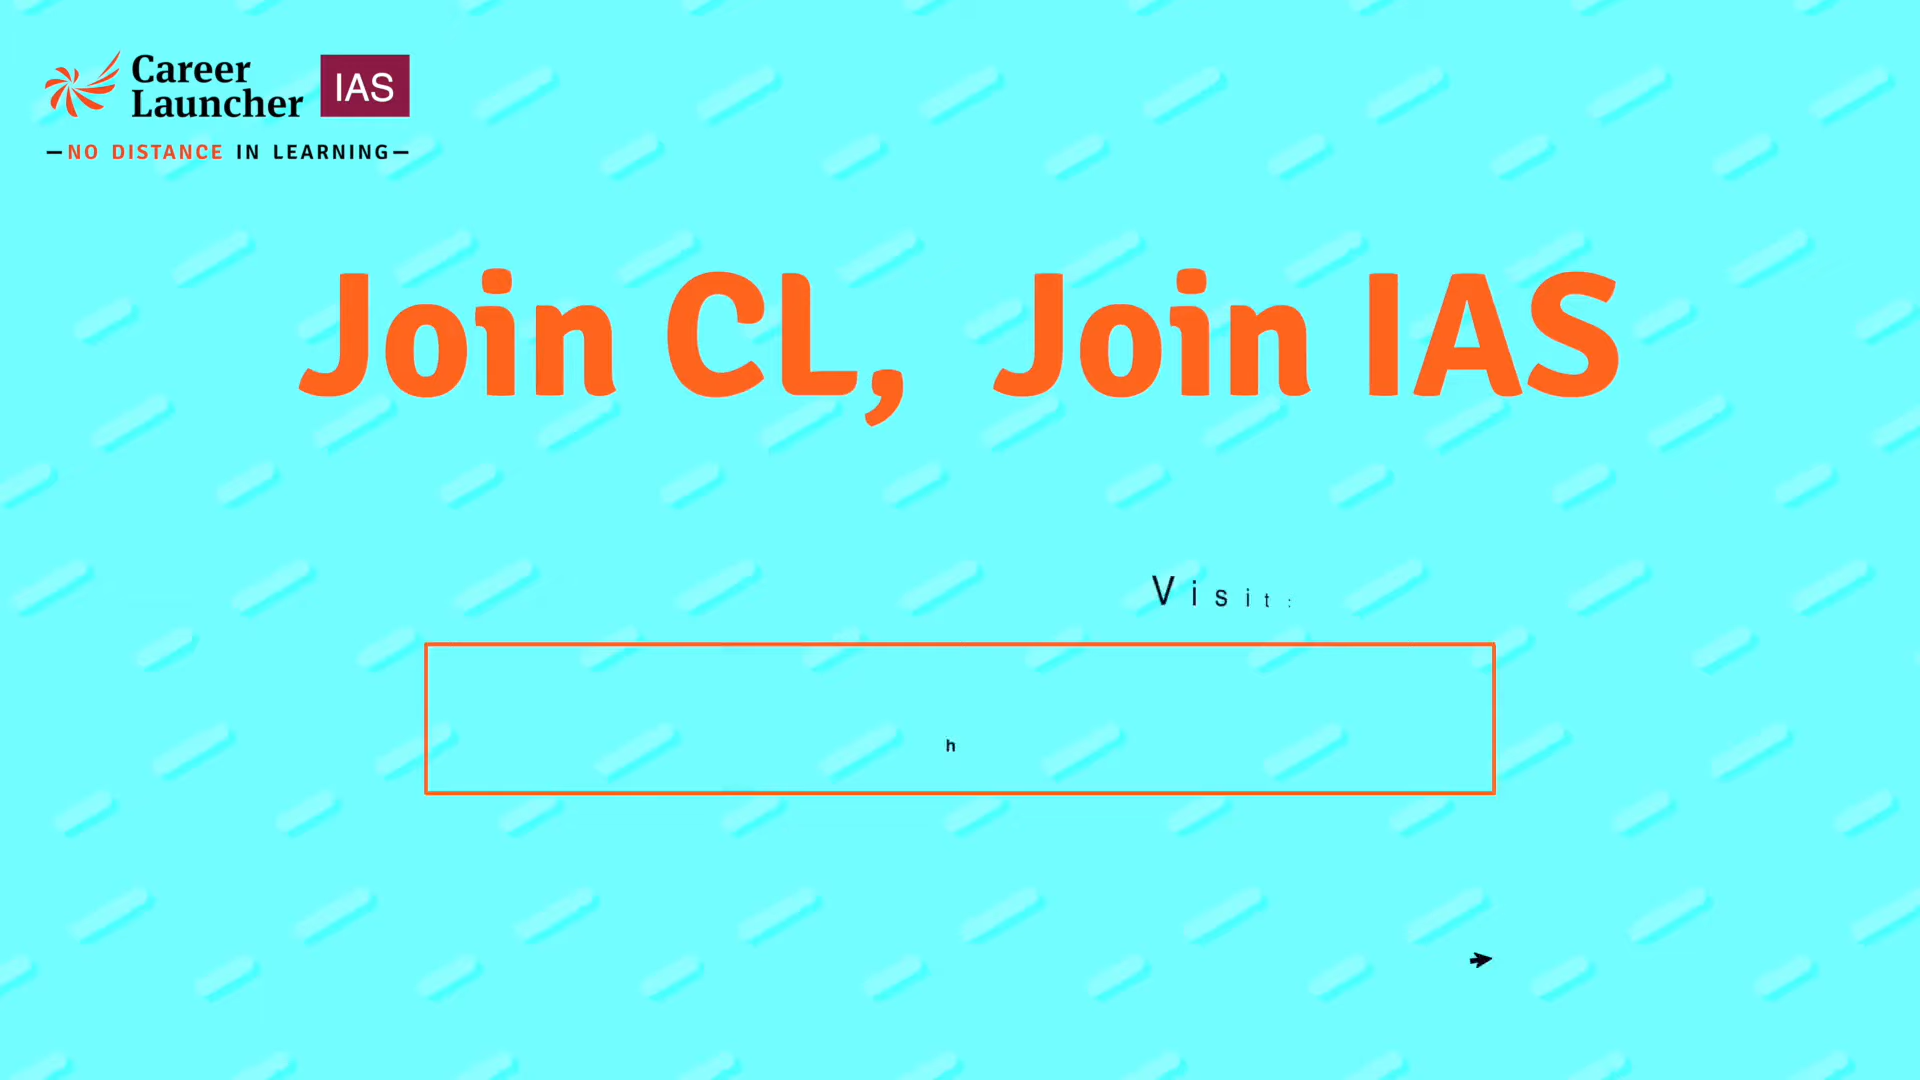 Career
Launcher
IAS
NO DISTANCE IN LEARNING
Join CL, Join IAS
Visit:
h